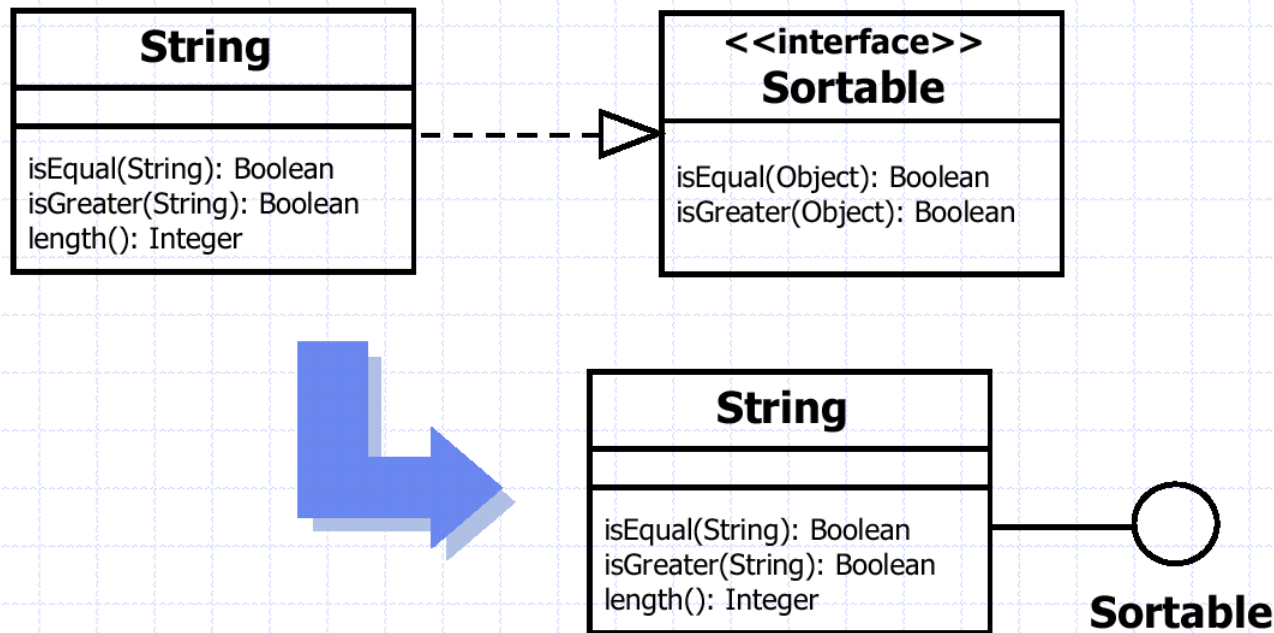 String
isEqual(String): Boolean
isGreater(String): Boolean
length(): Integer
<<interface>>
Sortable
isEqual(Object): Boolean
isGreater(Object): Boolean
String
isEqual(String): Boolean
isGreater(String): Boolean
length(): Integer
Sortable